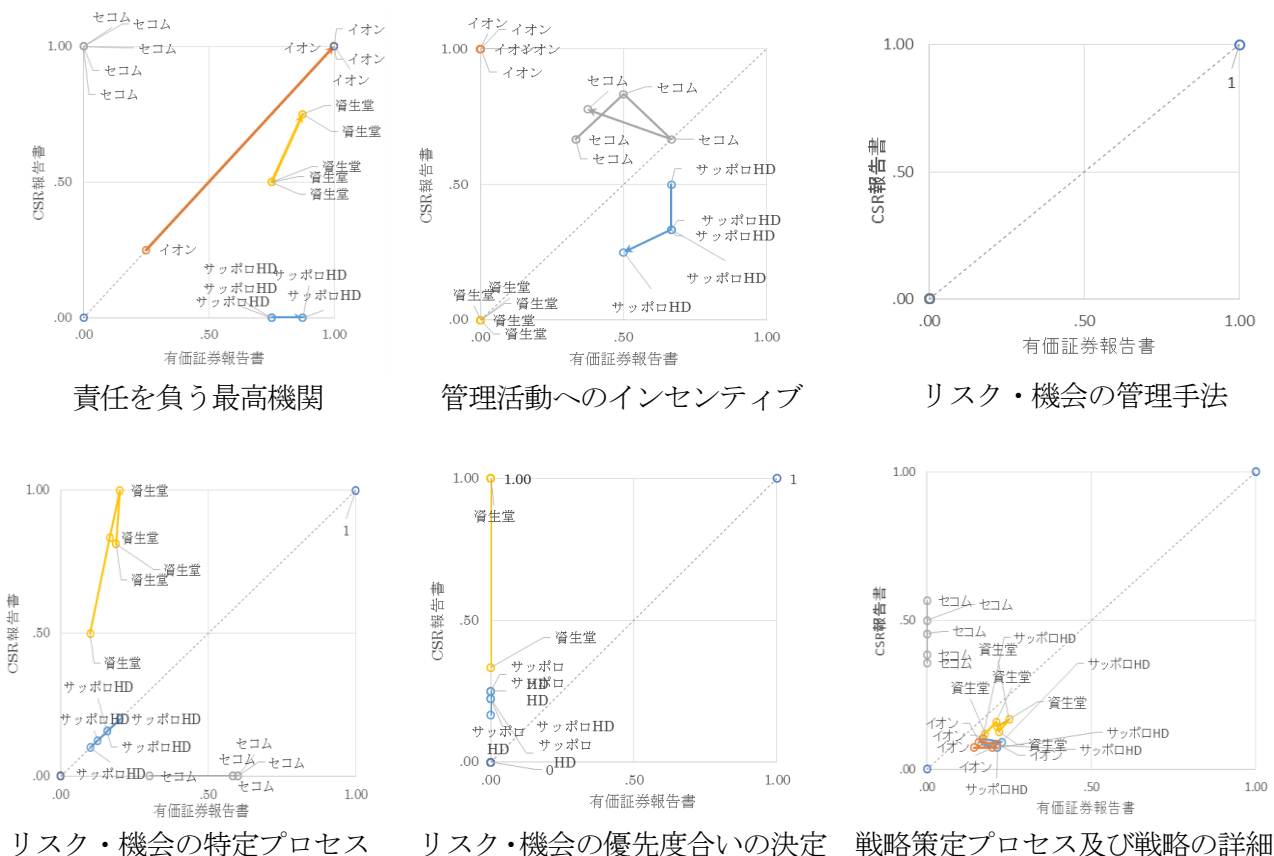 セコム
セコム
1.00
セコム
セコム
セコム
イオン
イオン
イオン
資生堂
資生堂
CSR報告書
.50
資生堂
資生堂
資生堂
イオン
サッポロHD
サッポロHD
サッポロHD
サッポロHD
サッポロHD
.00
.00
.50
1.00
有価証券報告書
責任を負う最高機関
イオン
イオン
1.00
イオン
イオン
イオン
セコム
セコム
セコム
セコム
セコム
サッポロHD
CSR報告書
.50
サッポロHD
サッポロHD
サッポロHD
サッポロHD
資生堂
資生堂
資生堂
資生堂
資生堂
.00
.00
.50
1.00
有価証券報告書
管理活動へのインセンティブ
1.00
1
CSR報告書
.50
.00
.00
.50
1.00
有価証券報告書
リスク・機会の管理手法
1.00
資生堂
1
資生堂
資生堂
資生堂
CSR報告書
.50
資生堂
サッポロHD
サッポロHD
サッポロHD
サッポロHD
サッポロHD
セコム
セコム
セコム
セコム
セコム
.00
.00
.50
1.00
有価証券報告書
リスク・機会の特定プロセス
1.00
1.00
1
資生堂
CSR報告書
.50
資生堂
サッポロHD
サッポロHD
サッポロHD
サッポロHD
サッポロHD
.00
0
.00
.50
1.00
有価証券報告書
リスク・機会の優先度合いの決定
1.00
セコム
セコム
セコム
セコム
セコム
CSR報告書
.50
サッポロHD
資生堂
サッポロHD
資生堂
資生堂
資生堂
イオン
サッポロHD
イオン
イオン
資生堂
サッポロHD
イオン
イオン
サッポロHD
.00
.00
.50
1.00
有価証券報告書
戦略策定プロセス及び戦略の詳細